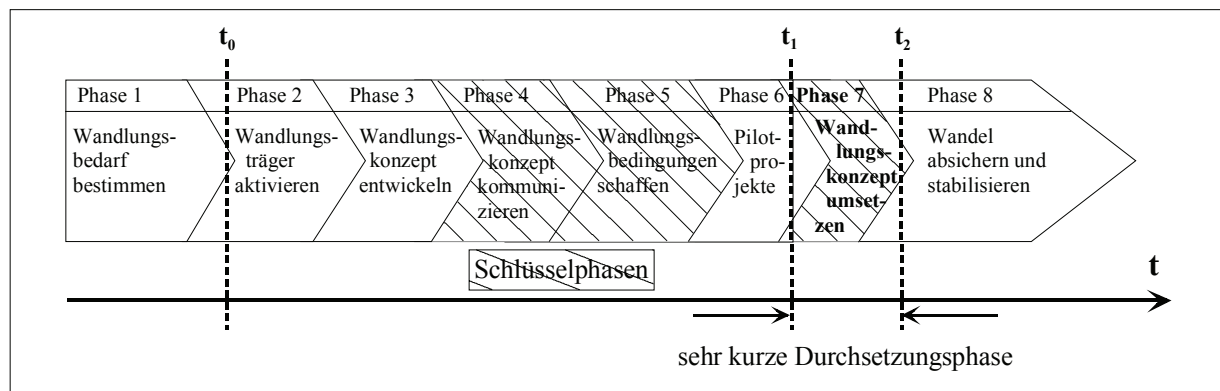 t₀
t₁
t₂
Phase 1
Phase 2
Phase 3
Phase 4
Phase 5
Phase 6
Phase 7
Phase 8
Wandlungs-
bedarf
bestimmen
Wandlungs-
träger
aktivieren
Wandlungs-
konzept
entwickeln
Wandlungs-
konzept
kommuni-
zieren
Wandlungs-
bedingungen
schaffen
Pilot-
pro-
jekte
Wand-
lungs-
konzept
umset-
zen
Wandel
absichern und
stabilisieren
Schlüsselphasen
t
sehr kurze Durchsetzungsphase